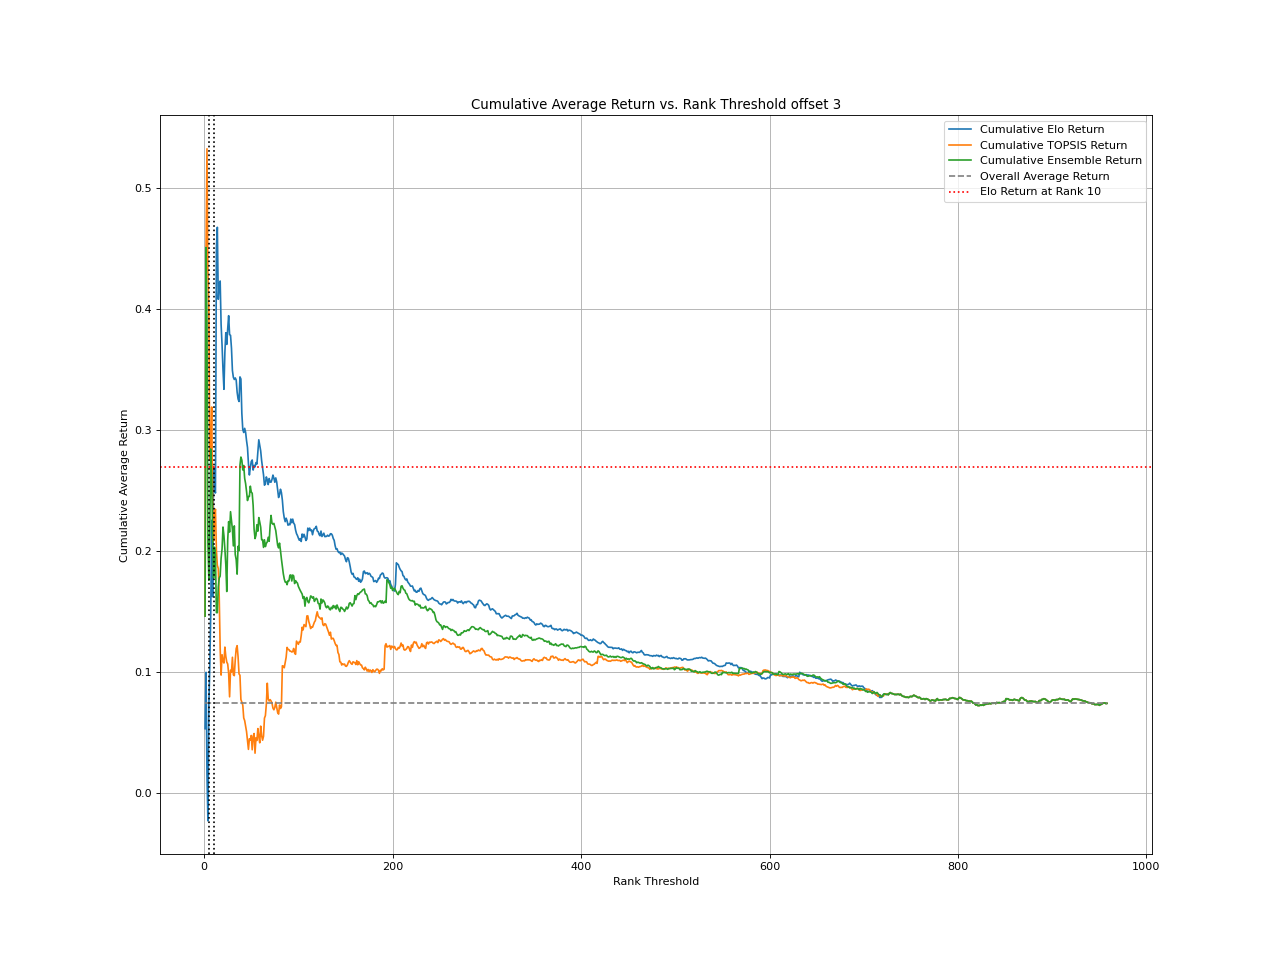 Cumulative Average Return vs. Rank Threshold offset 3
Cumulative Elo Return
Cumulative TOPSIS Return
Cumulative Ensemble Return
Overall Average Return
Elo Return at Rank 10
Cumulative Average Return
0.5
0.4
0.3
0.2
0.1
0.0
0
200
400
600
800
1000
Rank Threshold